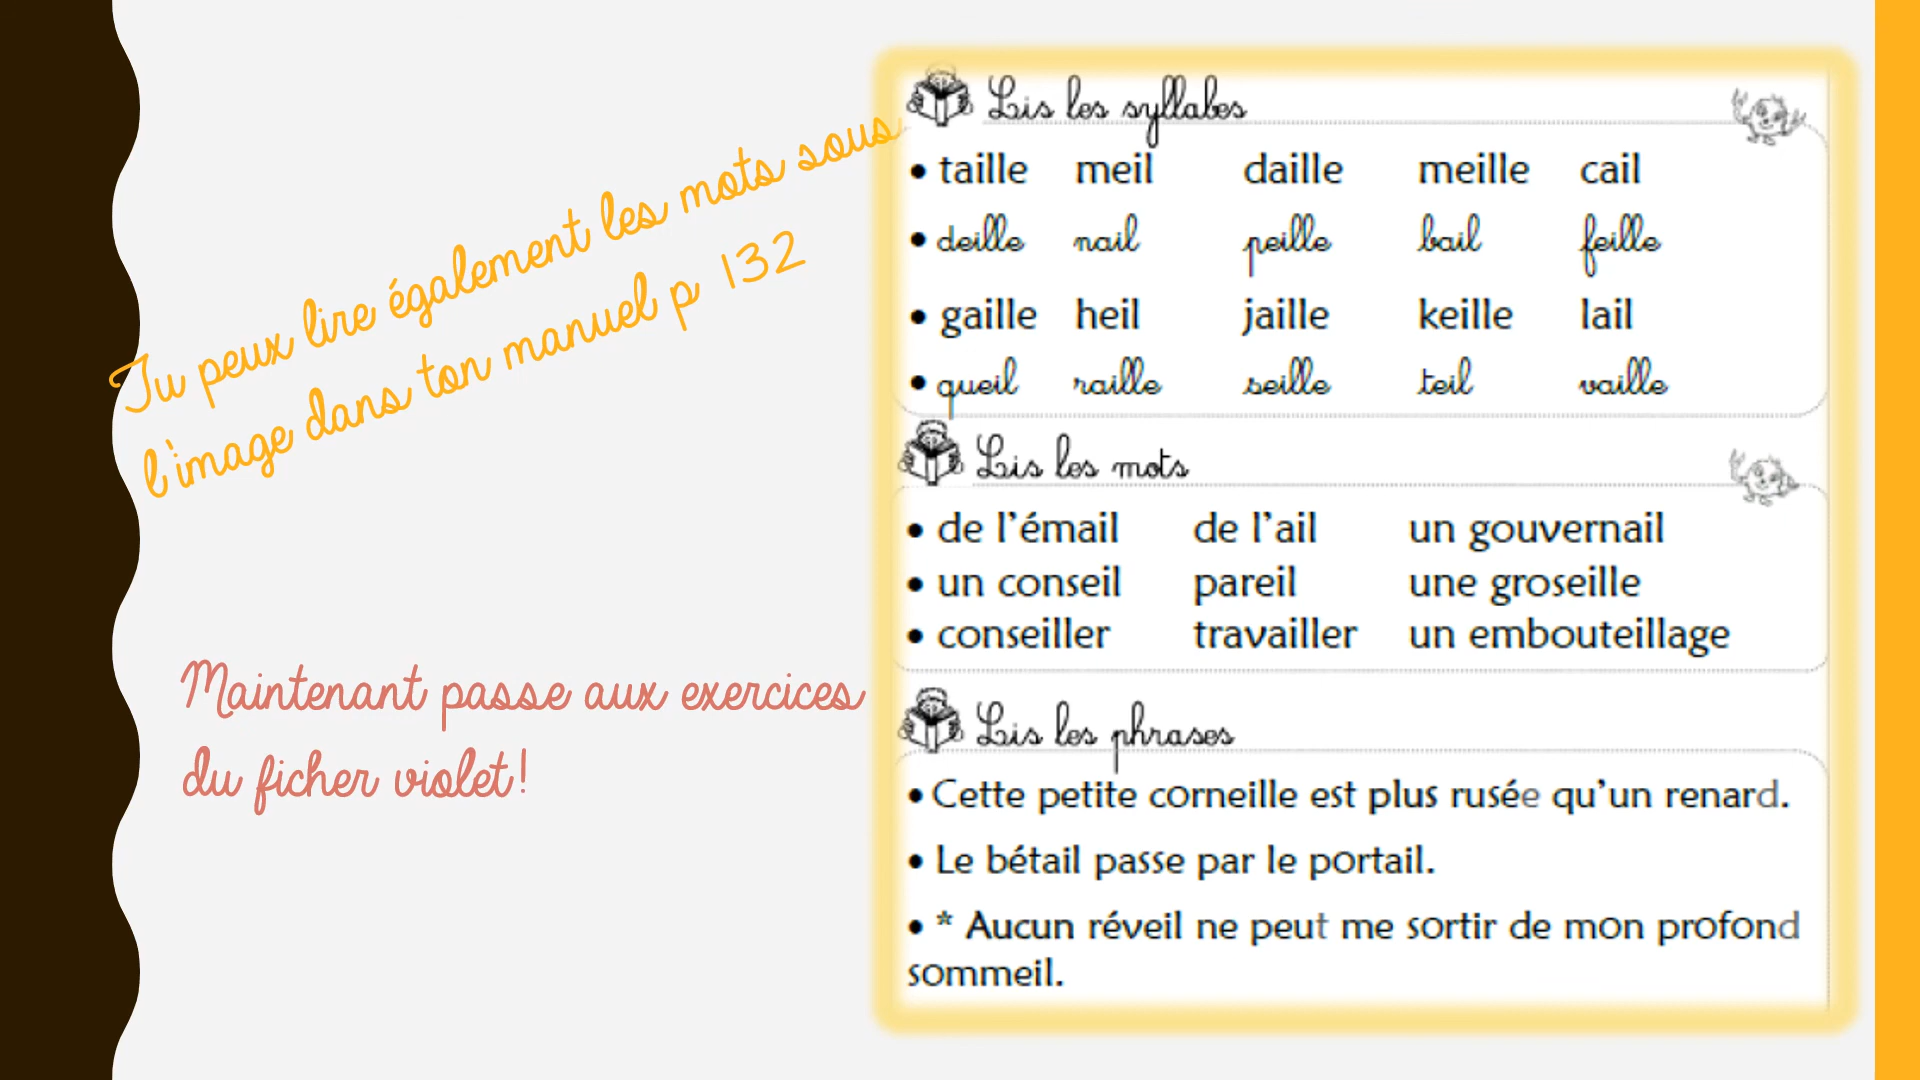 Tu peux lire également les mots sous
l'image dans ton manuel p 132
Maintenant passe aux exercices
du ficher violet!
Lis les syllabes
• taille meil daille meille cail
• deille nail peille bail feille
• gaille heil jaille keille lail
• queil raille seille teil vaille
Lis les mots
• de l'émail de l'ail un gouvernail
• un conseil pareil une groseille
• conseiller travailler un embouteillage
Lis les phrases
• Cette petite corneille est plus rusée qu'un renard.
• Le bétail passe par le portail.
• * Aucun réveil ne peut me sortir de mon profond
sommeil.